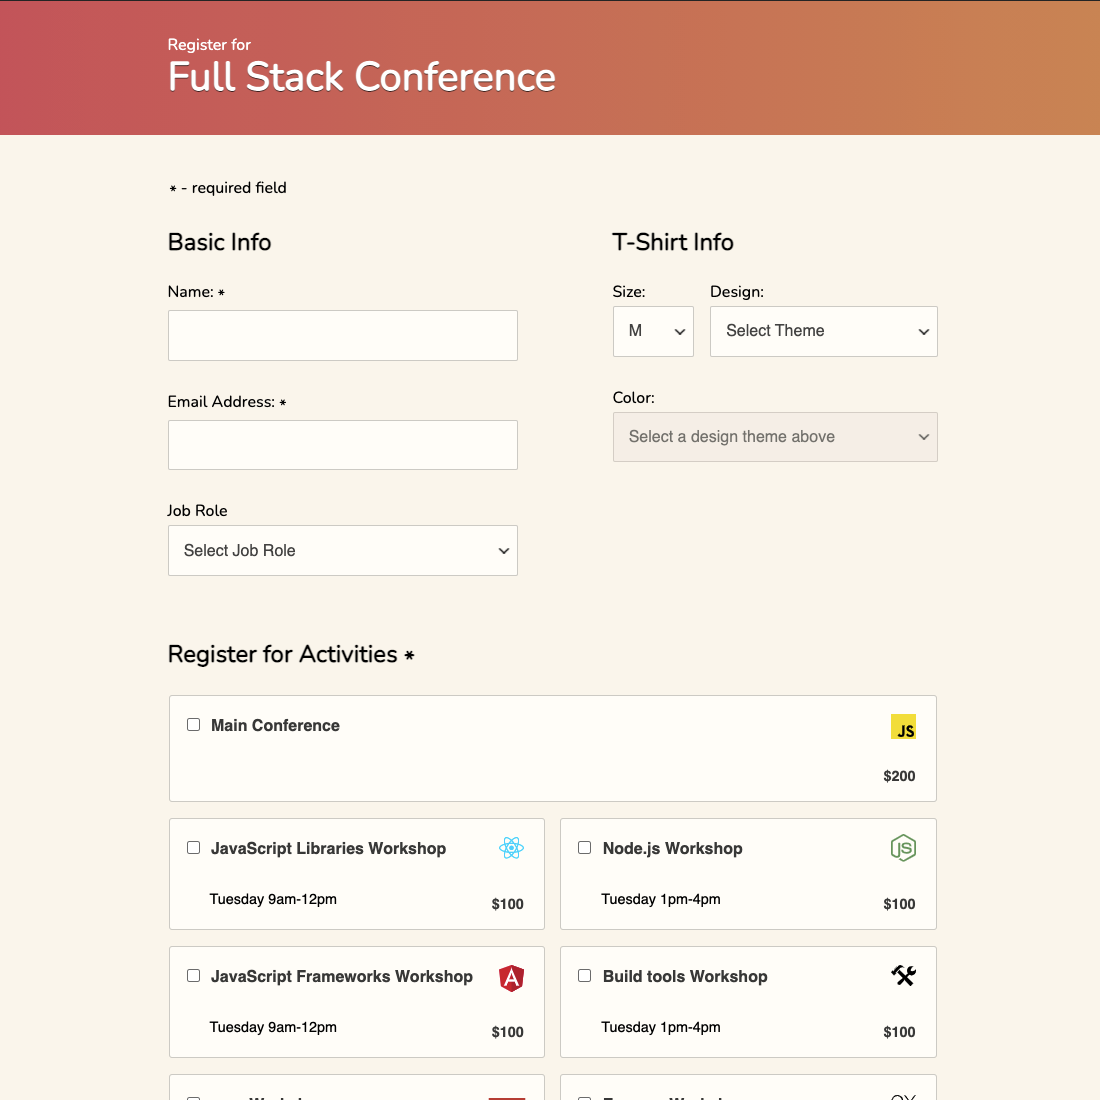 Register for
Full Stack Conference
* - required field
Basic Info
Name: *
Email Address: *
Job Role
Select Job Role
T-Shirt Info
Size:
Design:
M
Select Theme
Color:
Select a design theme above
Register for Activities *
Main Conference
JS
$200
JavaScript Libraries Workshop
Tuesday 9am-12pm
$100
Node.js Workshop
JS
Tuesday 1pm-4pm
$100
JavaScript Frameworks Workshop
A
Tuesday 9am-12pm
$100
Build tools Workshop
Tuesday 1pm-4pm
$100